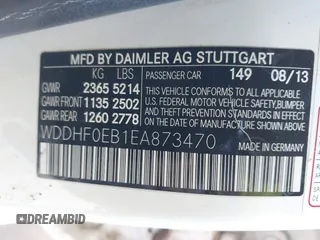 MFD BY DAIMLER AG STUTTGART
KG LBS PASSENGER CAR 149 08/13
GVWR 2365 5214
GAWR FRONT 1135 2502
GAWR REAR 1260 2778
THIS VEHICLE CONFORMS TO ALL APPLICABLE
U.S. FEDERAL MOTOR VEHICLE SAFETY, BUMPER,
AND THEFT PREVENTION STANDARDS IN EFFECT ON
THE DATE OF MANUFACTURE SHOWN ABOVE.
WDDHF0EB1EA873470
MADE IN GERMANY
DREAMBID
DREAMBID.COM